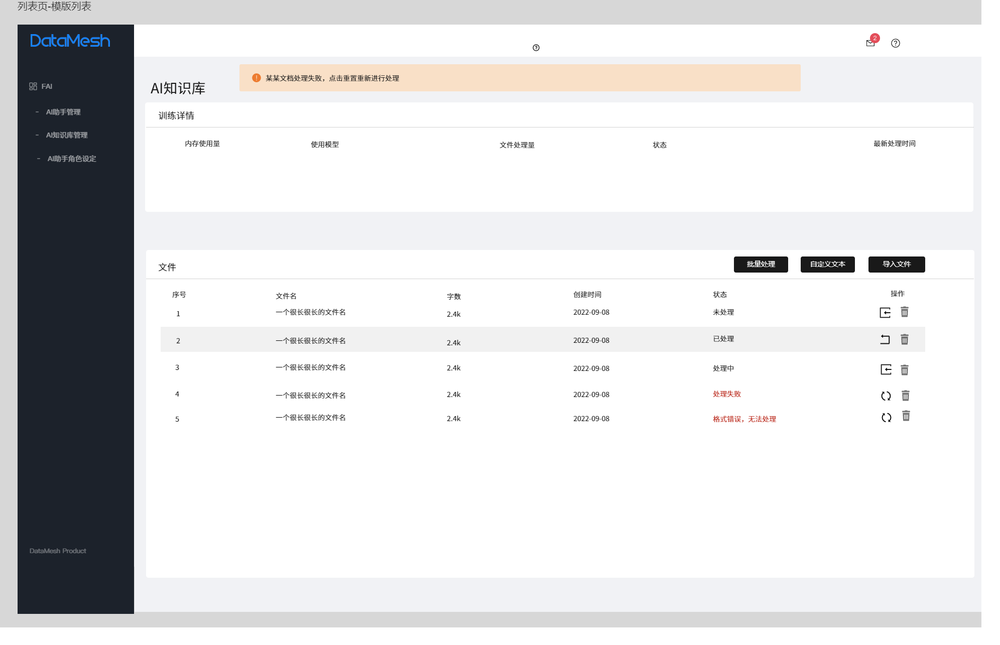 列表页-模版列表
DataMesh
2
FAI
- AI助手管理
- AI知识库管理
- AI助手角色设定
DataMesh Product
AI知识库
某某文档处理失败，点击重置重新进行处理
训练详情
内存使用量 使用模型 文件处理量 状态 最新处理时间
文件 批量处理 自定义文本 导入文件
序号 文件名 字数 创建时间 状态 操作
1 一个很长很长的文件名 2.4k 2022-09-08 未处理
2 一个很长很长的文件名 2.4k 2022-09-08 已处理
3 一个很长很长的文件名 2.4k 2022-09-08 处理中
4 一个很长很长的文件名 2.4k 2022-09-08 处理失败
5 一个很长很长的文件名 2.4k 2022-09-08 格式错误，无法处理